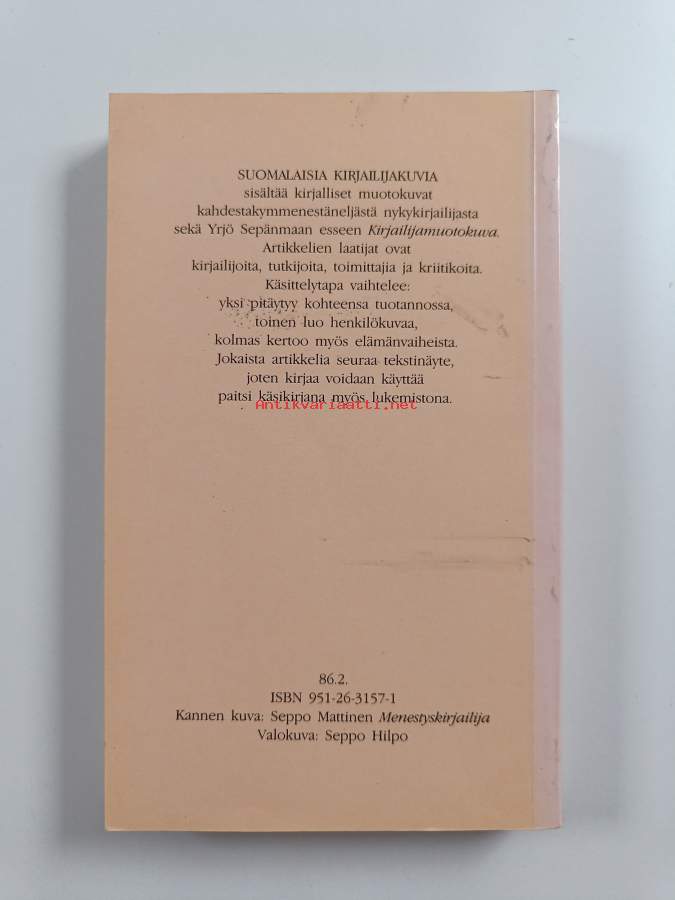 SUOMALAISIA KIRJAILIJAKUVIA
sisältää kirjalliset muotokuvat
kahdestakymmenestäneljästä nykykirjailijasta
sekä Yrjö Sepänmaan esseen Kirjailijamuotokuva.
Artikkelien laatijat ovat
kirjailijoita, tutkijoita, toimittajia ja kriitikoita.
Käsittelytapa vaihtelee:
yksi pitäytyy kohteensa tuotannossa,
toinen luo henkilökuvaa,
kolmas kertoo myös elämänvaiheista.
Jokaista artikkelia seuraa tekstinäyte,
joten kirjaa voidaan käyttää
paitsi käsikirjana myös lukemistona.
Antikvariaatti.net
86.2.
ISBN 951-26-3157-1
Kannen kuva: Seppo Mattinen Menestyskirjailija
Valokuva: Seppo Hilpo